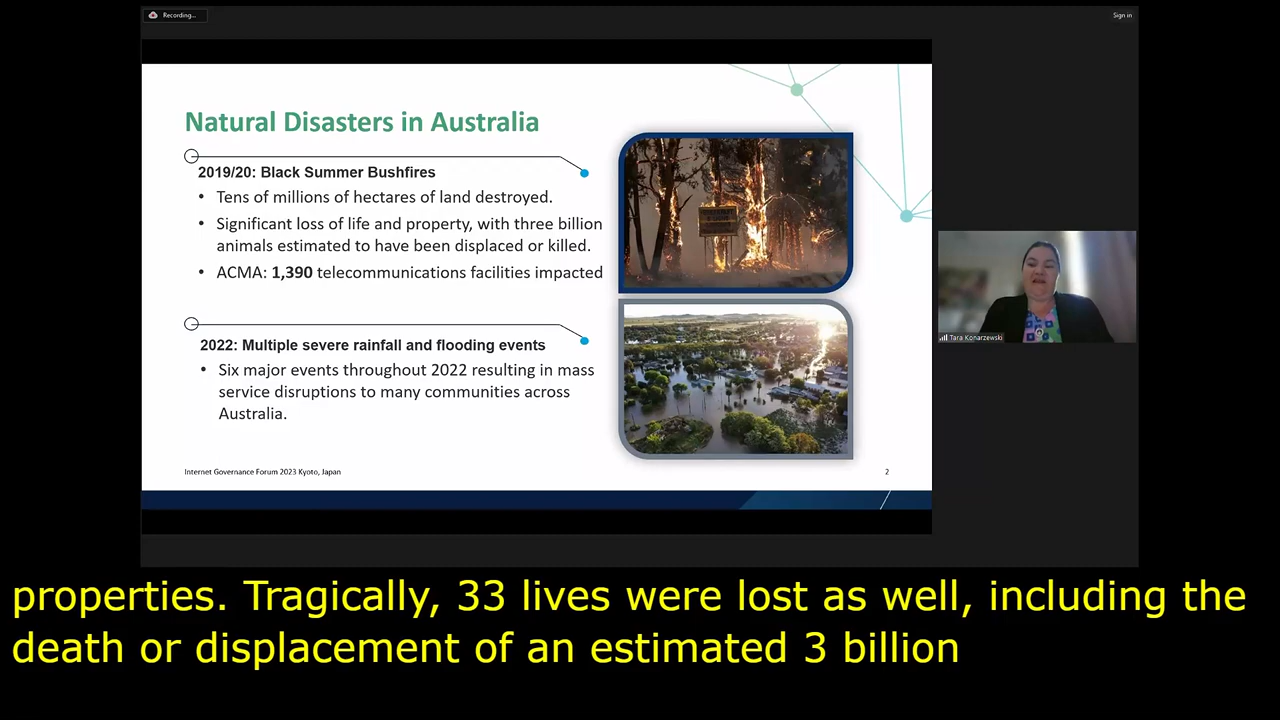 Recording...
Sign in
Natural Disasters in Australia
2019/20: Black Summer Bushfires
• Tens of millions of hectares of land destroyed.
• Significant loss of life and property, with three billion
animals estimated to have been displaced or killed.
• ACMA: 1,390 telecommunications facilities impacted
2022: Multiple severe rainfall and flooding events
• Six major events throughout 2022 resulting in mass
service disruptions to many communities across
Australia.
Internet Governance Forum 2023 Kyoto, Japan
2
Tara Konarzewski
properties. Tragically, 33 lives were lost as well, including the
death or displacement of an estimated 3 billion